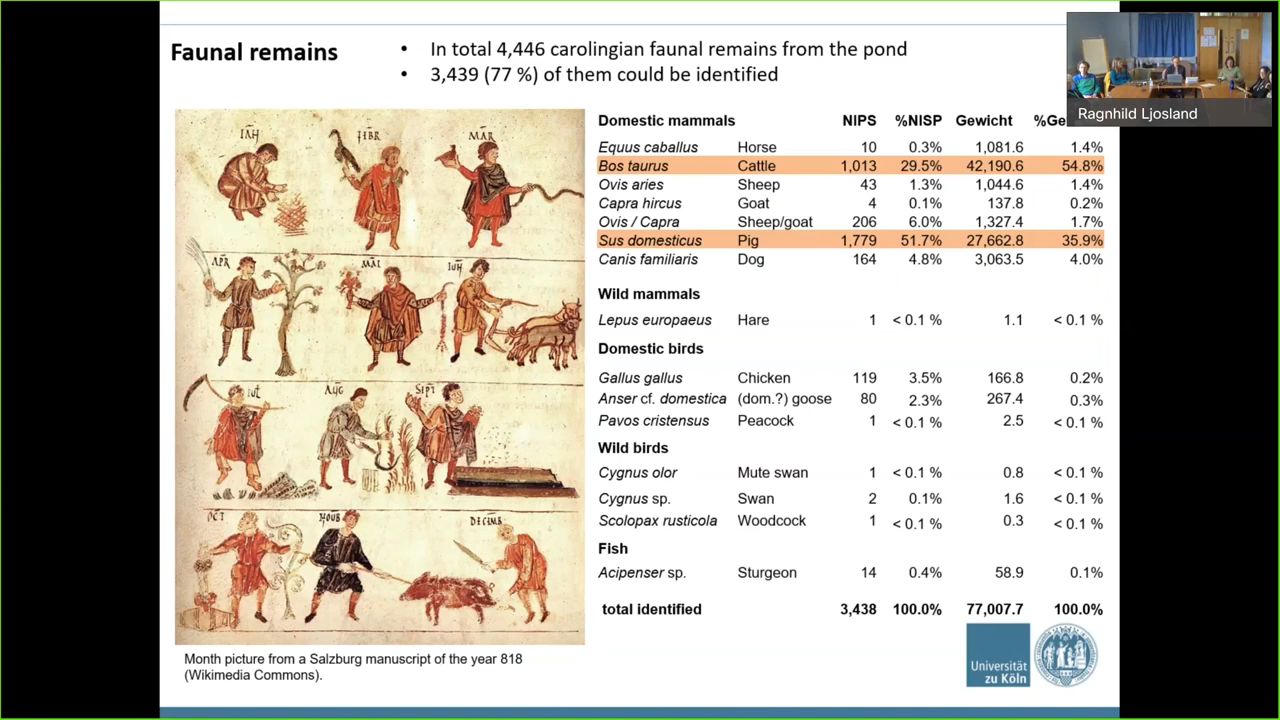 Faunal remains
• In total 4,446 carolingian faunal remains from the pond
• 3,439 (77 %) of them could be identified
Ragnhild Ljosland
IAN
FEBR
MAR
APR
MAI
IUN
IUL
AUG
SEPT
OCT
NOUB
DECIMB
Month picture from a Salzburg manuscript of the year 818
(Wikimedia Commons).
Domestic mammals NIPS %NISP Gewicht
Equus caballus Horse 10 0.3% 1,081.6 1.4%
Bos taurus Cattle 1,013 29.5% 42,190.6 54.8%
Ovis aries Sheep 43 1.3% 1,044.6 1.4%
Capra hircus Goat 4 0.1% 137.8 0.2%
Ovis / Capra Sheep/goat 206 6.0% 1,327.4 1.7%
Sus domesticus Pig 1,779 51.7% 27,662.8 35.9%
Canis familiaris Dog 164 4.8% 3,063.5 4.0%
Wild mammals
Lepus europaeus Hare 1 < 0.1 % 1.1 < 0.1 %
Domestic birds
Gallus gallus Chicken 119 3.5% 166.8 0.2%
Anser cf. domestica (dom.?) goose 80 2.3% 267.4 0.3%
Pavos cristensus Peacock 1 < 0.1 % 2.5 < 0.1 %
Wild birds
Cygnus olor Mute swan 1 < 0.1 % 0.8 < 0.1 %
Cygnus sp. Swan 2 0.1% 1.6 < 0.1 %
Scolopax rusticola Woodcock 1 < 0.1 % 0.3 < 0.1 %
Fish
Acipenser sp. Sturgeon 14 0.4% 58.9 0.1%
total identified 3,438 100.0% 77,007.7 100.0%
Universität
zu Köln